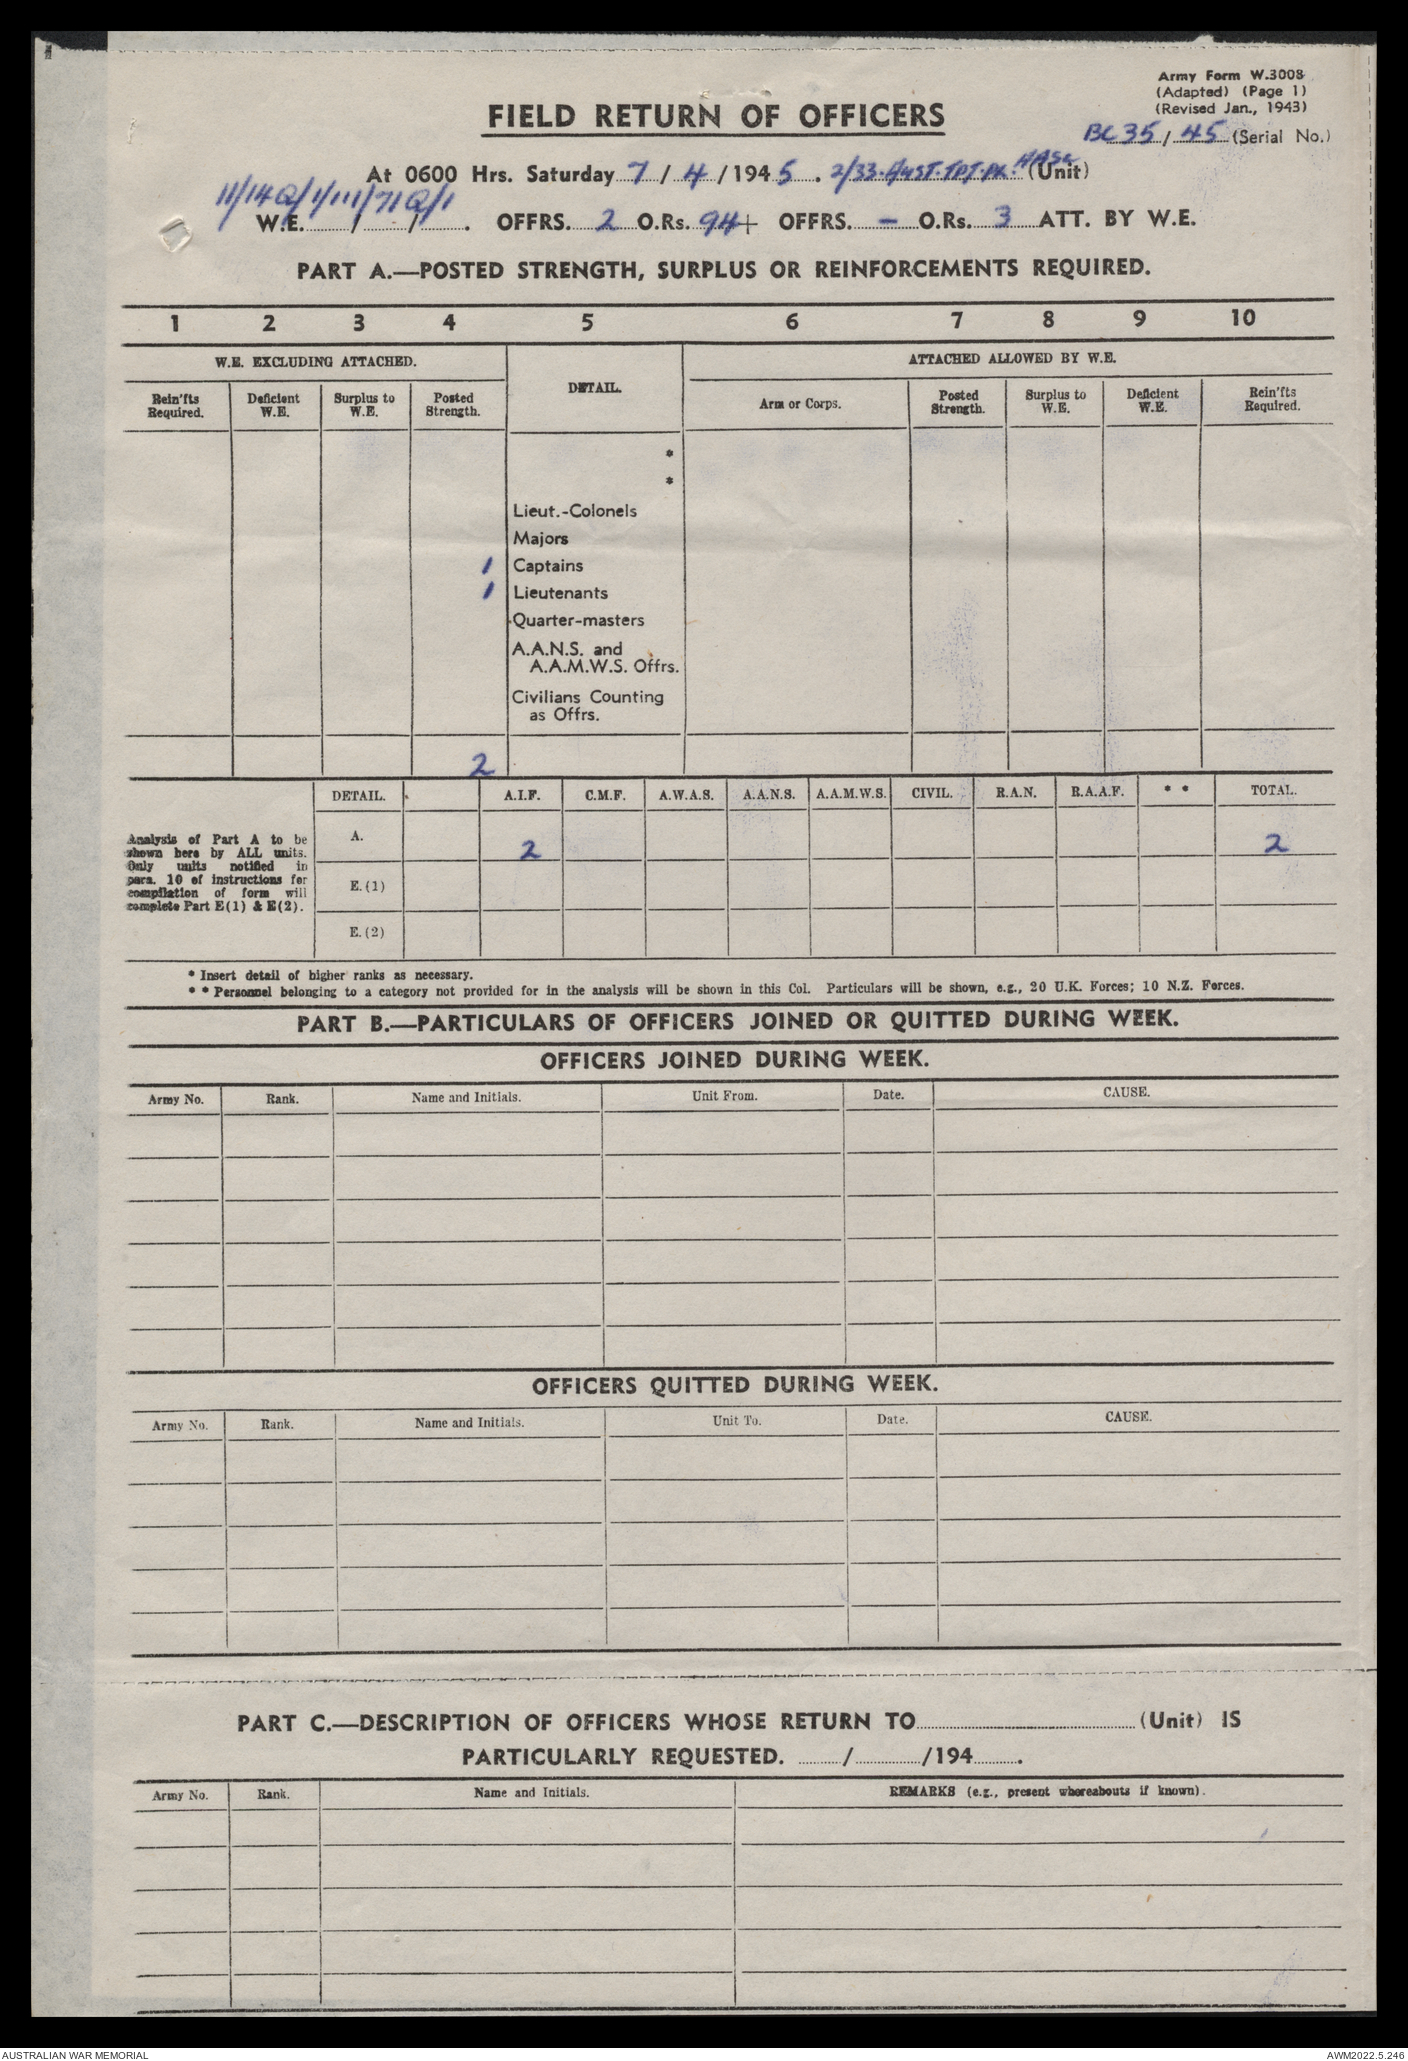 Army Form W.3008
(Adapted) (Page 1)
(Revised Jan., 1943)
FIELD RETURN OF OFFICERS
BC 35/45 (Serial No.)
At 0600 Hrs. Saturday 7/4/1945. 2/33 Aust. Tpt. Pl. AASC (Unit)
11/14 Q/1/111/71 Q/1
W.E. / / . OFFRS. 2 O.Rs. 94+ OFFRS. - O.Rs. 3 ATT. BY W.E.
PART A.—POSTED STRENGTH, SURPLUS OR REINFORCEMENTS REQUIRED.
1 2 3 4 5 6 7 8 9 10
W.E. EXCLUDING ATTACHED. DETAIL. ATTACHED ALLOWED BY W.E.
Rein'fts Required. Deficient W.E. Surplus to W.E. Posted Strength. Arm or Corps. Posted Strength. Surplus to W.E. Deficient W.E. Rein'fts Required.
*
*
Lieut.-Colonels
Majors
1 Captains
1 Lieutenants
Quarter-masters
A.A.N.S. and
A.A.M.W.S. Offrs.
Civilians Counting
as Offrs.
2
DETAIL. A.I.F. C.M.F. A.W.A.S. A.A.N.S. A.A.M.W.S. CIVIL. R.A.N. R.A.A.F. * * TOTAL.
Analysis of Part A to be
shown here by ALL units.
Only units notified in
para. 10 of instructions for
compilation of form will
complete Part E(1) & E(2).
A. 2 2
E.(1)
E.(2)
* Insert detail of higher ranks as necessary.
* * Personnel belonging to a category not provided for in the analysis will be shown in this Col. Particulars will be shown, e.g., 20 U.K. Forces; 10 N.Z. Forces.
PART B.—PARTICULARS OF OFFICERS JOINED OR QUITTED DURING WEEK.
OFFICERS JOINED DURING WEEK.
Army No. Rank. Name and Initials. Unit From. Date. CAUSE.
OFFICERS QUITTED DURING WEEK.
Army No. Rank. Name and Initials. Unit To. Date. CAUSE.
PART C.—DESCRIPTION OF OFFICERS WHOSE RETURN TO (Unit) IS
PARTICULARLY REQUESTED. / /194 .
Army No. Rank. Name and Initials. REMARKS (e.g., present whereabouts if known).
AUSTRALIAN WAR MEMORIAL AWM2022.5.246